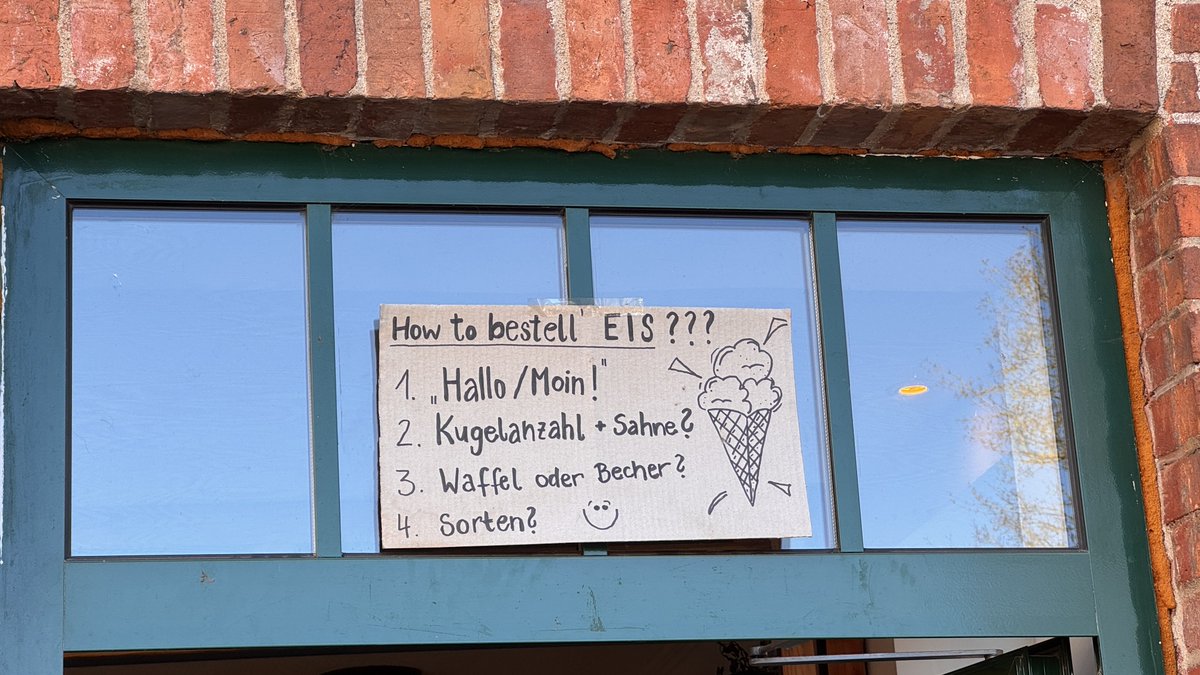 How to bestell' EIS ???
1. „Hallo/Moin!"
2. Kugelanzahl + Sahne?
3. Waffel oder Becher?
4. Sorten?